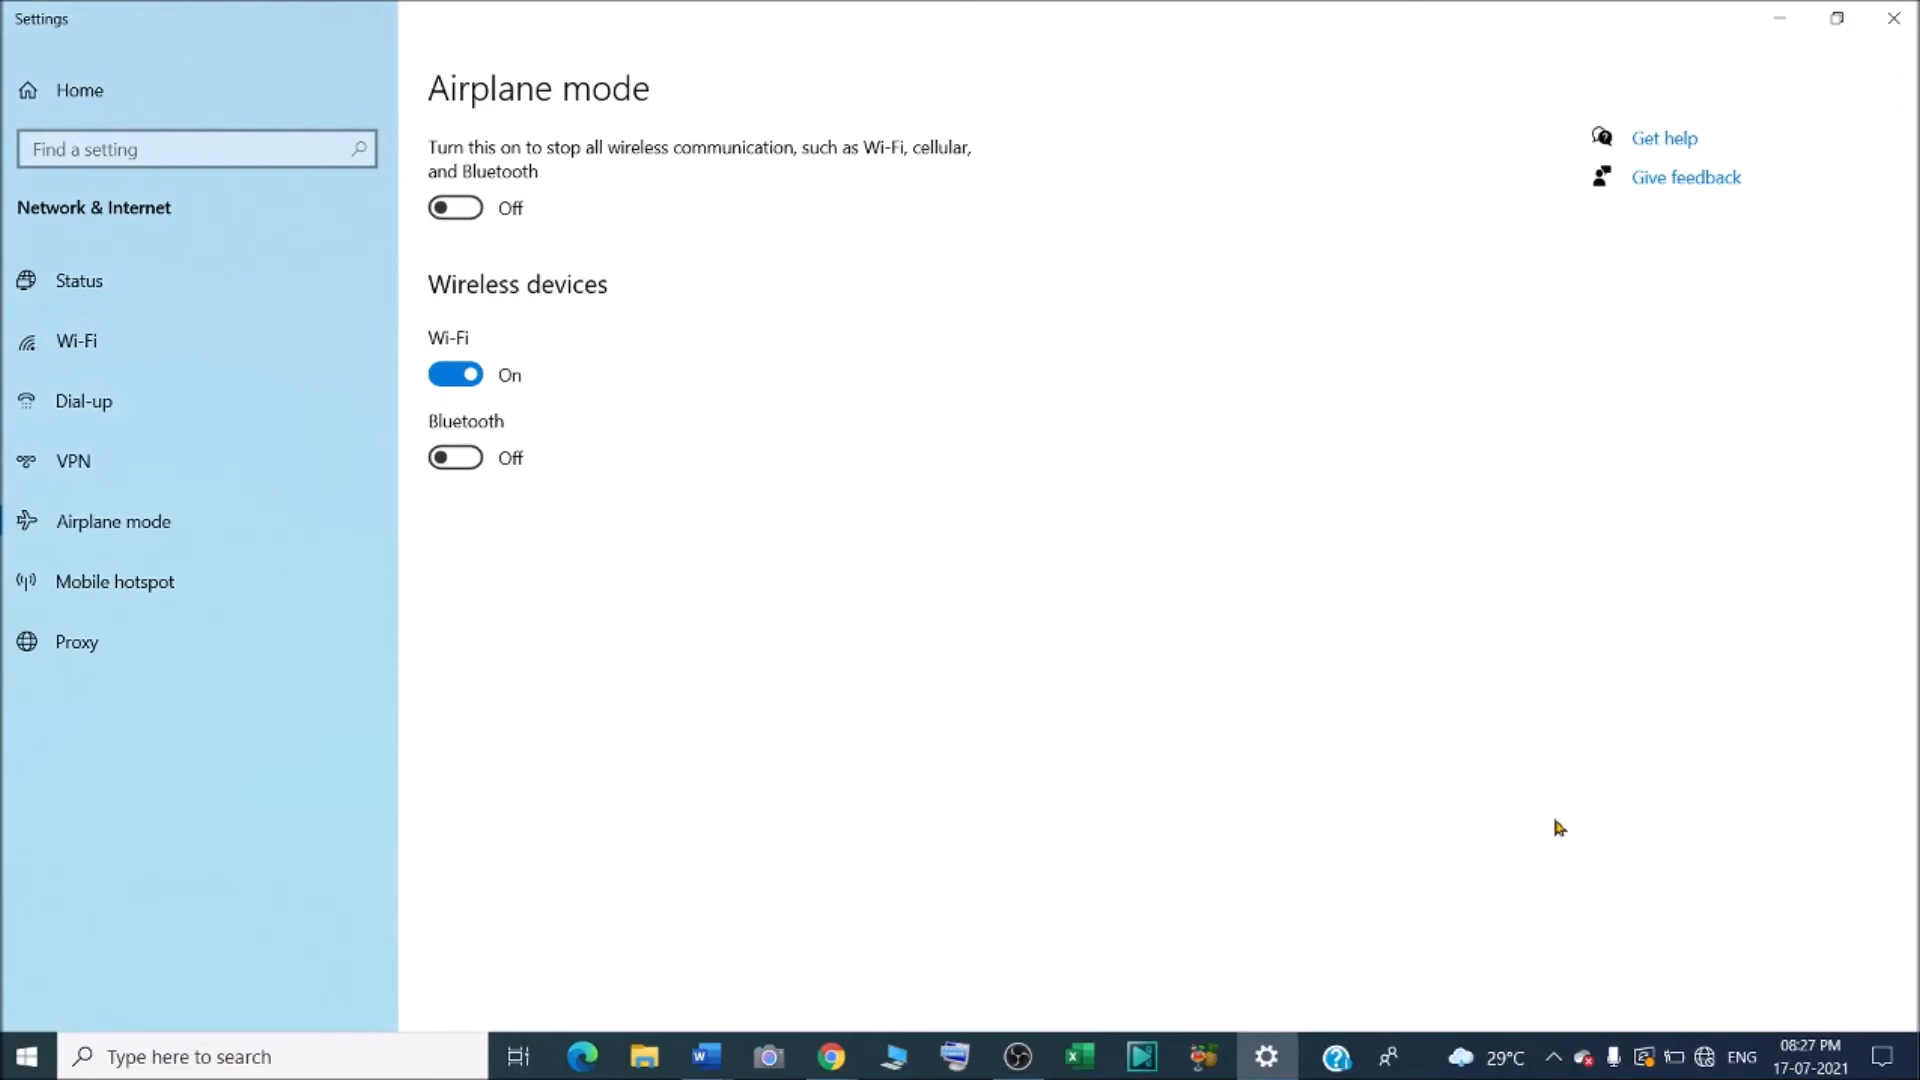 Settings
Home
Find a setting
Network & Internet
Status
Wi-Fi
Dial-up
VPN
Airplane mode
Mobile hotspot
Proxy
Airplane mode
Turn this on to stop all wireless communication, such as Wi-Fi, cellular,
and Bluetooth
Off
Wireless devices
Wi-Fi
On
Bluetooth
Off
Get help
Give feedback
Type here to search
29°C
ENG
08:27 PM
17-07-2021